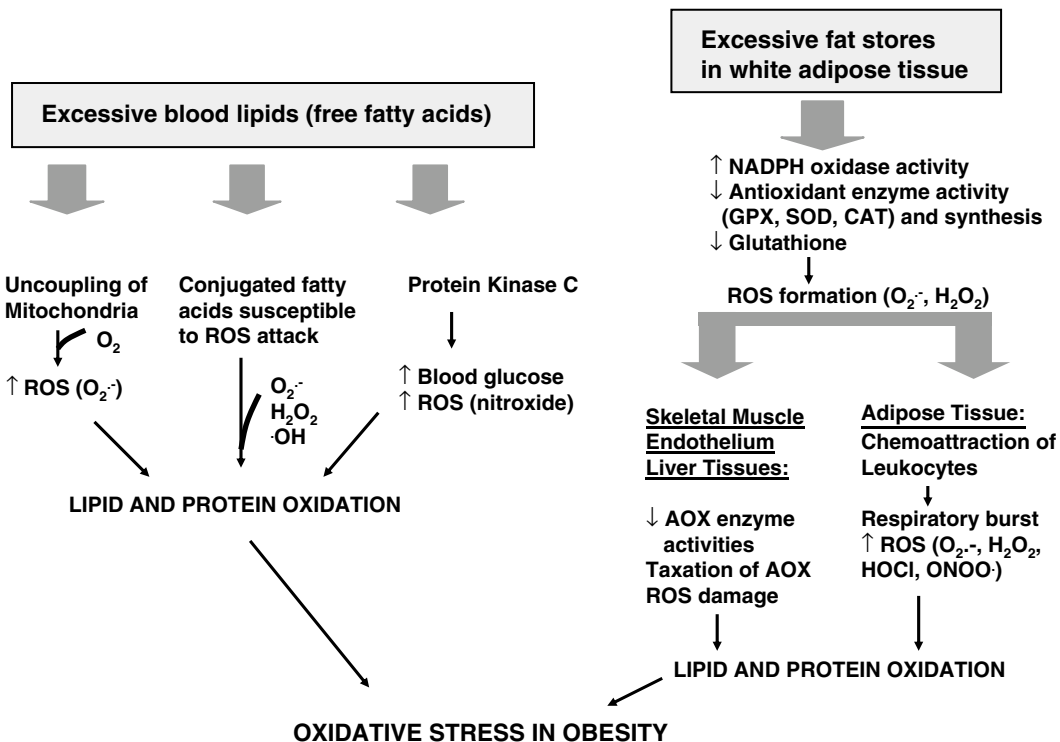 Excessive fat stores
in white adipose tissue
Excessive blood lipids (free fatty acids)
↑ NADPH oxidase activity
↓ Antioxidant enzyme activity
(GPX, SOD, CAT) and synthesis
↓ Glutathione
Uncoupling of
Mitochondria
O₂
↑ ROS (O₂·-)
Conjugated fatty
acids susceptible
to ROS attack
O₂·-
H₂O₂
·OH
Protein Kinase C
↑ Blood glucose
↑ ROS (nitroxide)
LIPID AND PROTEIN OXIDATION
ROS formation (O₂·-, H₂O₂)
Skeletal Muscle
Endothelium
Liver Tissues:
↓ AOX enzyme
activities
Taxation of AOX
ROS damage
Adipose Tissue:
Chemoattraction of
Leukocytes
Respiratory burst
↑ ROS (O₂.-, H₂O₂,
HOCl, ONOO·)
LIPID AND PROTEIN OXIDATION
OXIDATIVE STRESS IN OBESITY